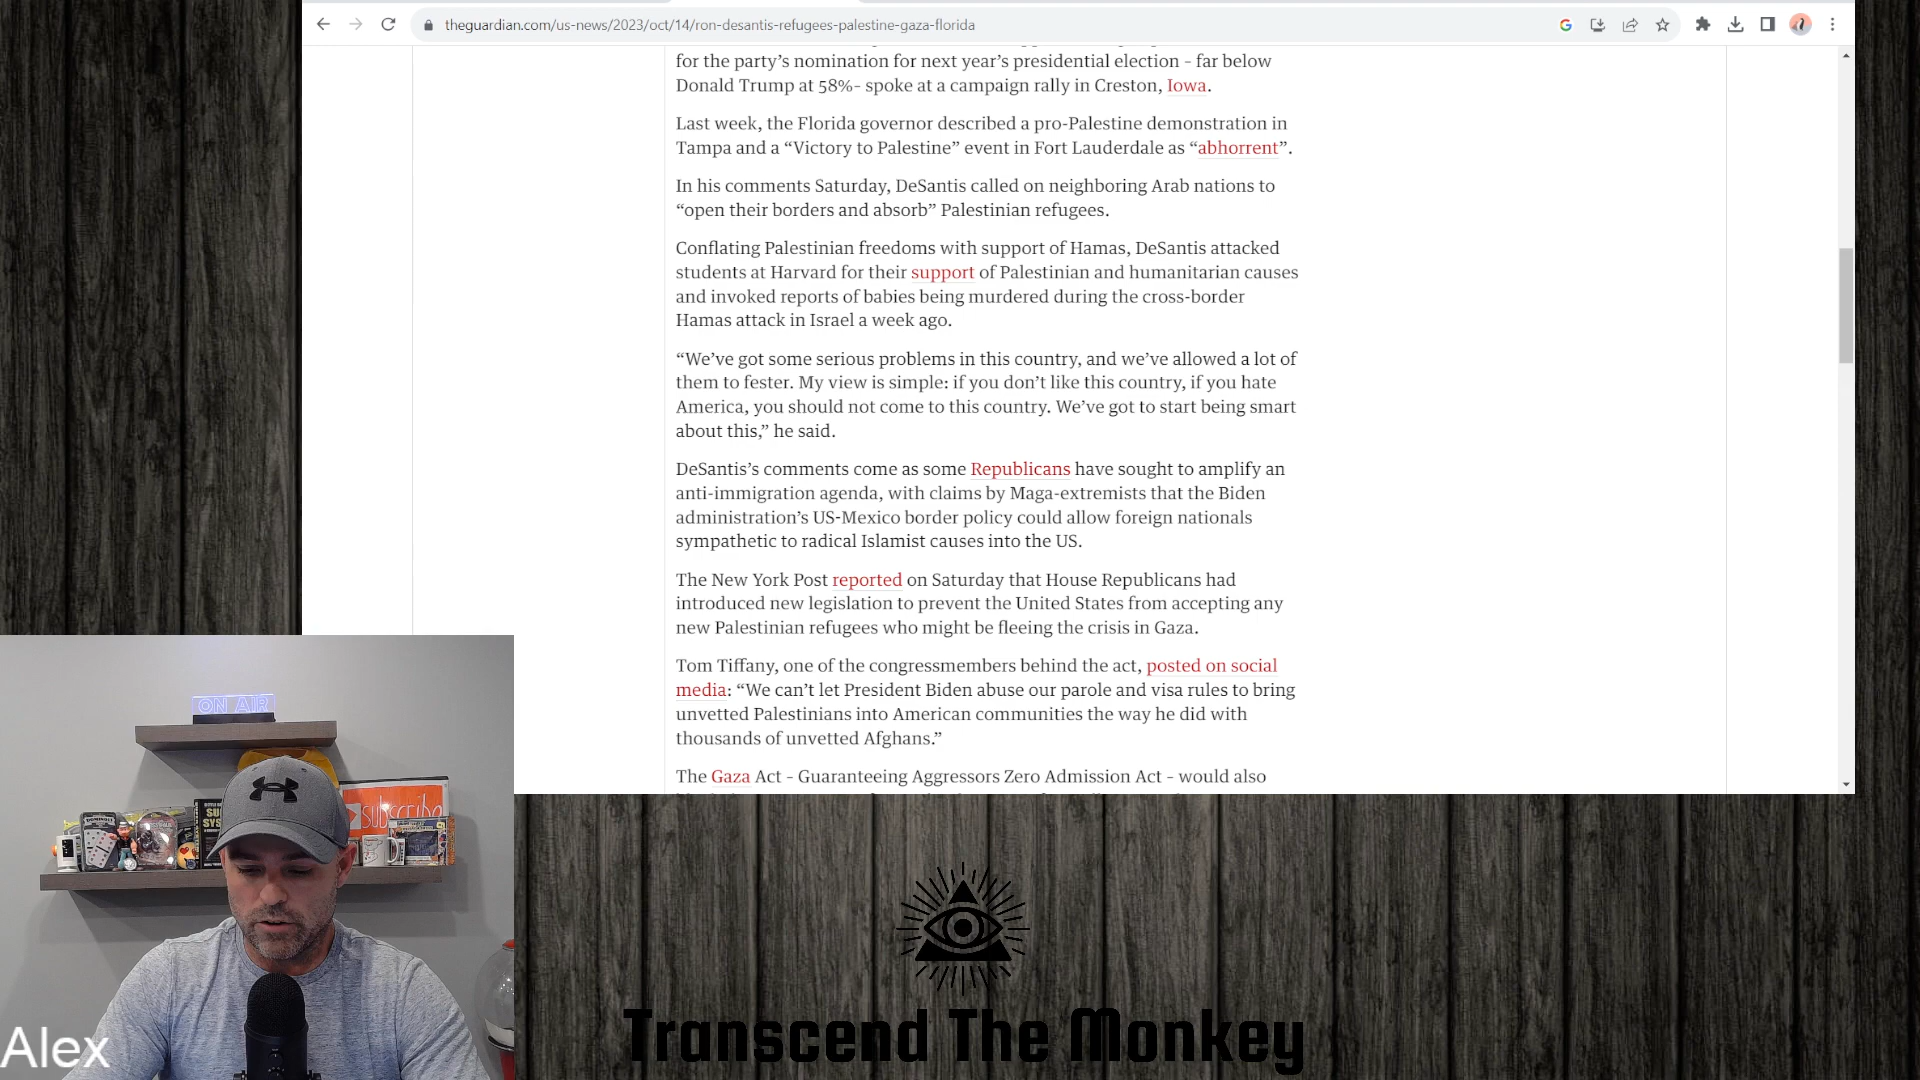 theguardian.com/us-news/2023/oct/14/ron-desantis-refugees-palestine-gaza-florida
for the party’s nomination for next year’s presidential election – far below
Donald Trump at 58%– spoke at a campaign rally in Creston, Iowa.
Last week, the Florida governor described a pro-Palestine demonstration in
Tampa and a “Victory to Palestine” event in Fort Lauderdale as “abhorrent”.
In his comments Saturday, DeSantis called on neighboring Arab nations to
“open their borders and absorb” Palestinian refugees.
Conflating Palestinian freedoms with support of Hamas, DeSantis attacked
students at Harvard for their support of Palestinian and humanitarian causes
and invoked reports of babies being murdered during the cross-border
Hamas attack in Israel a week ago.
“We’ve got some serious problems in this country, and we’ve allowed a lot of
them to fester. My view is simple: if you don’t like this country, if you hate
America, you should not come to this country. We’ve got to start being smart
about this,” he said.
DeSantis’s comments come as some Republicans have sought to amplify an
anti-immigration agenda, with claims by Maga-extremists that the Biden
administration’s US-Mexico border policy could allow foreign nationals
sympathetic to radical Islamist causes into the US.
The New York Post reported on Saturday that House Republicans had
introduced new legislation to prevent the United States from accepting any
new Palestinian refugees who might be fleeing the crisis in Gaza.
Tom Tiffany, one of the congressmembers behind the act, posted on social
media: “We can’t let President Biden abuse our parole and visa rules to bring
unvetted Palestinians into American communities the way he did with
thousands of unvetted Afghans.”
The Gaza Act – Guaranteeing Aggressors Zero Admission Act – would also
ON AIR
Alex
Transcend The Monkey